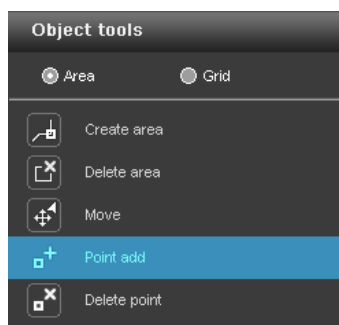 Object tools
Area Grid
Create area
Delete area
Move
Point add
Delete point